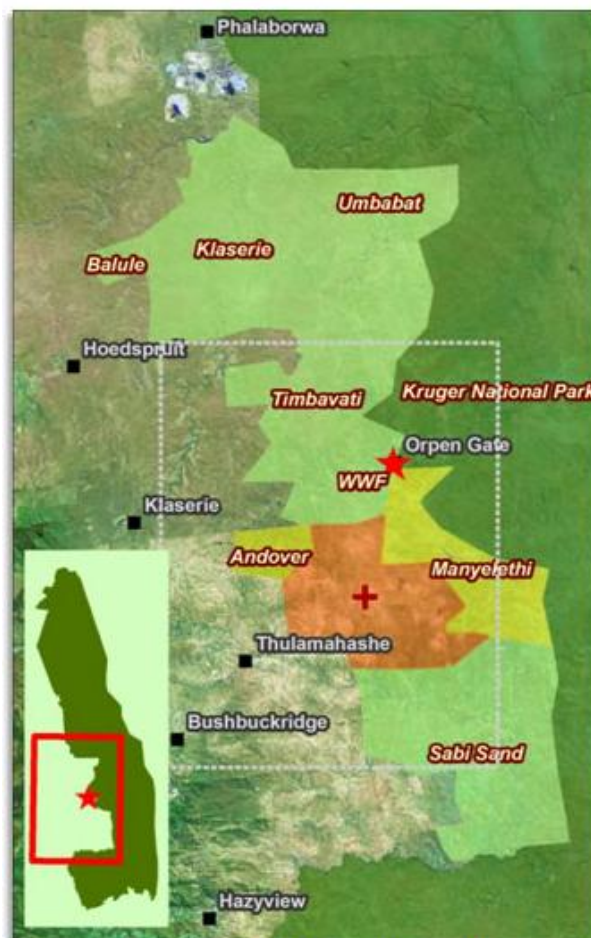 Phalaborwa
Umbabat
Klaserie
Balule
Hoedspruit
Timbavati
Kruger National Park
Orpen Gate
WWF
Klaserie
Andover
Manyelethi
Thulamahashe
Bushbuckridge
Sabi Sand
Hazyview